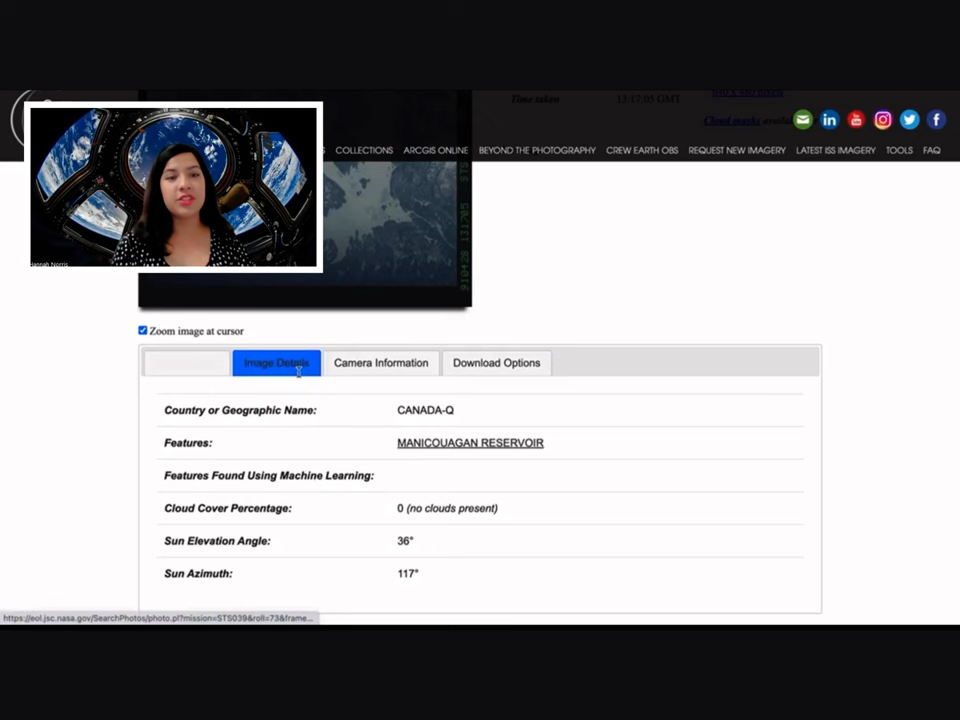 Time taken 13:17:05 GMT
COLLECTIONS ARCGIS ONLINE BEYOND THE PHOTOGRAPHY CREW EARTH OBS REQUEST NEW IMAGERY LATEST ISS IMAGERY TOOLS FAQ
Hannah Norris
Zoom image at cursor
Image Details Camera Information Download Options
Country or Geographic Name: CANADA-Q
Features: MANICOUAGAN RESERVOIR
Features Found Using Machine Learning:
Cloud Cover Percentage: 0 (no clouds present)
Sun Elevation Angle: 36°
Sun Azimuth: 117°
https://eol.jsc.nasa.gov/SearchPhotos/photo.pl?mission=STS039&roll=73&frame...